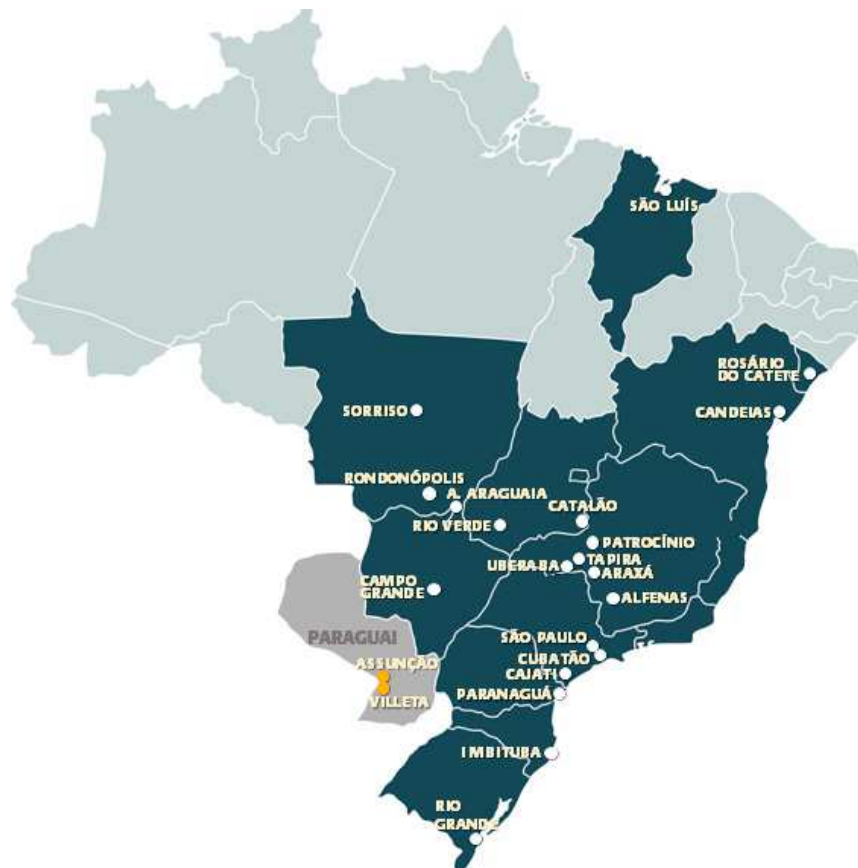 SÃO LUÍS
ROSÁRIO
DO CATETE
SORRISO
CANDEIAS
RONDONÓPOLIS
A. ARAGUAIA
CATALÃO
RIO VERDE
PATROCÍNIO
TAPIRA
UBERABA
ARAXÁ
CAMPO
GRANDE
ALFENAS
PARAGUAI
SÃO PAULO
CUBATÃO
ASSUNÇÃO
CAJATI
PARANAGUÁ
VILLETA
IMBITUBA
RIO
GRANDE